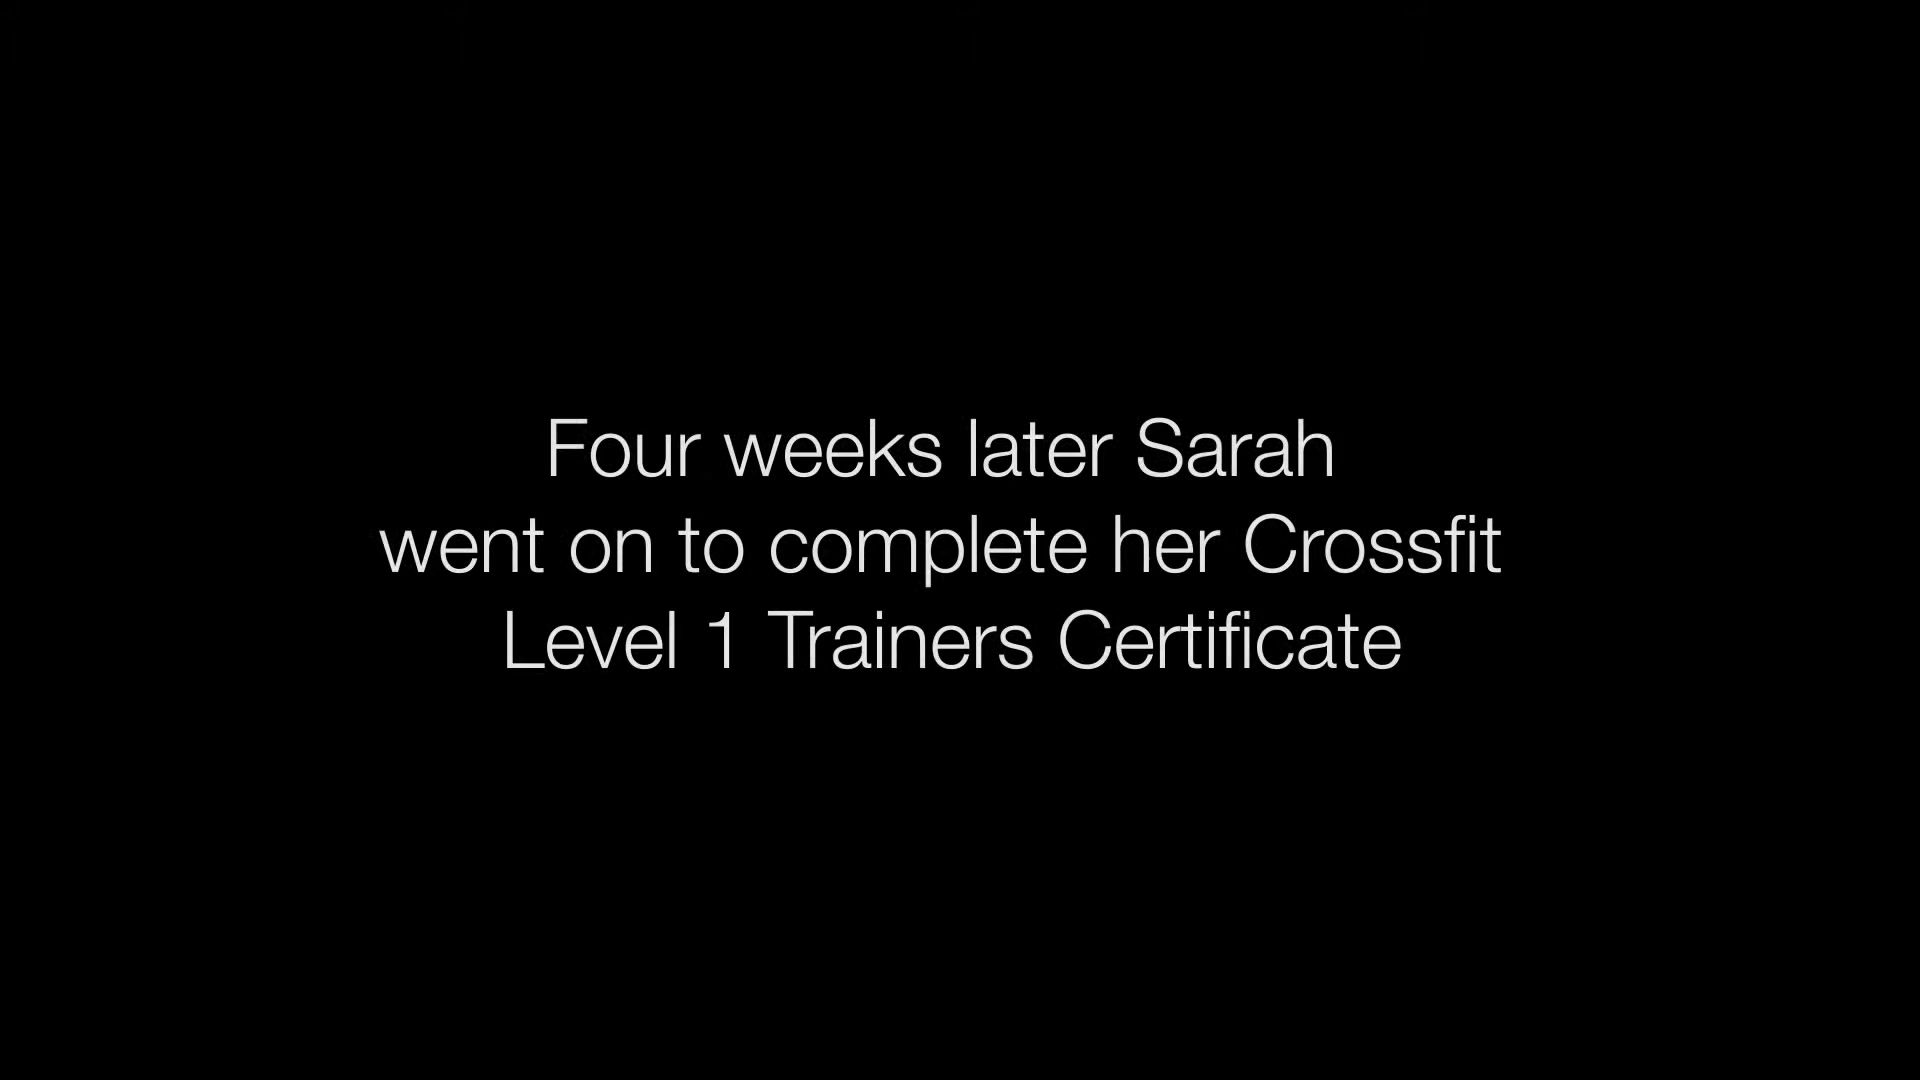 Four weeks later Sarah
went on to complete her Crossfit
Level 1 Trainers Certificate